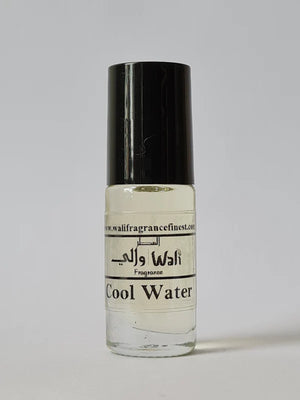 www.walifragrancefinest.com
والي Wali
Fragrance
Cool Water